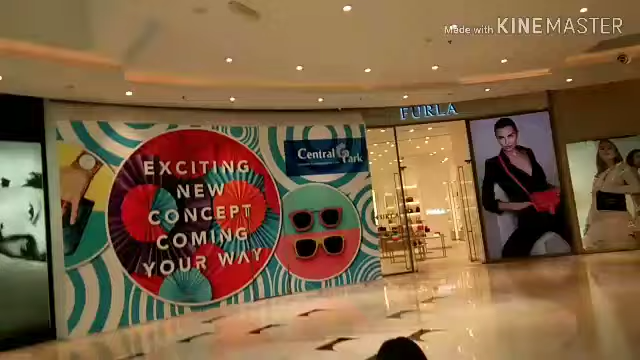 Made with KINEMASTER
FURLA
Central Park
EXCITING
NEW
CONCEPT
COMING
YOUR WAY